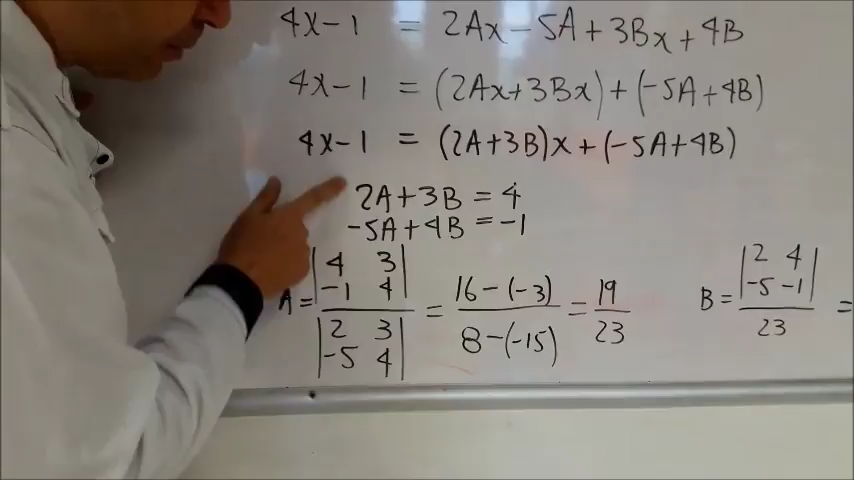 4x-1 = 2Ax-5A+3Bx+4B
4x-1 = (2Ax+3Bx)+(-5A+4B)
4x-1 = (2A+3B)x+(-5A+4B)
2A+3B = 4
-5A+4B = -1
A = |4 3| / |2 3| = 16-(-3) / 8-(-15) = 19/23
|-1 4| / |-5 4|
B = |2 4| / 23 =
|-5 -1|